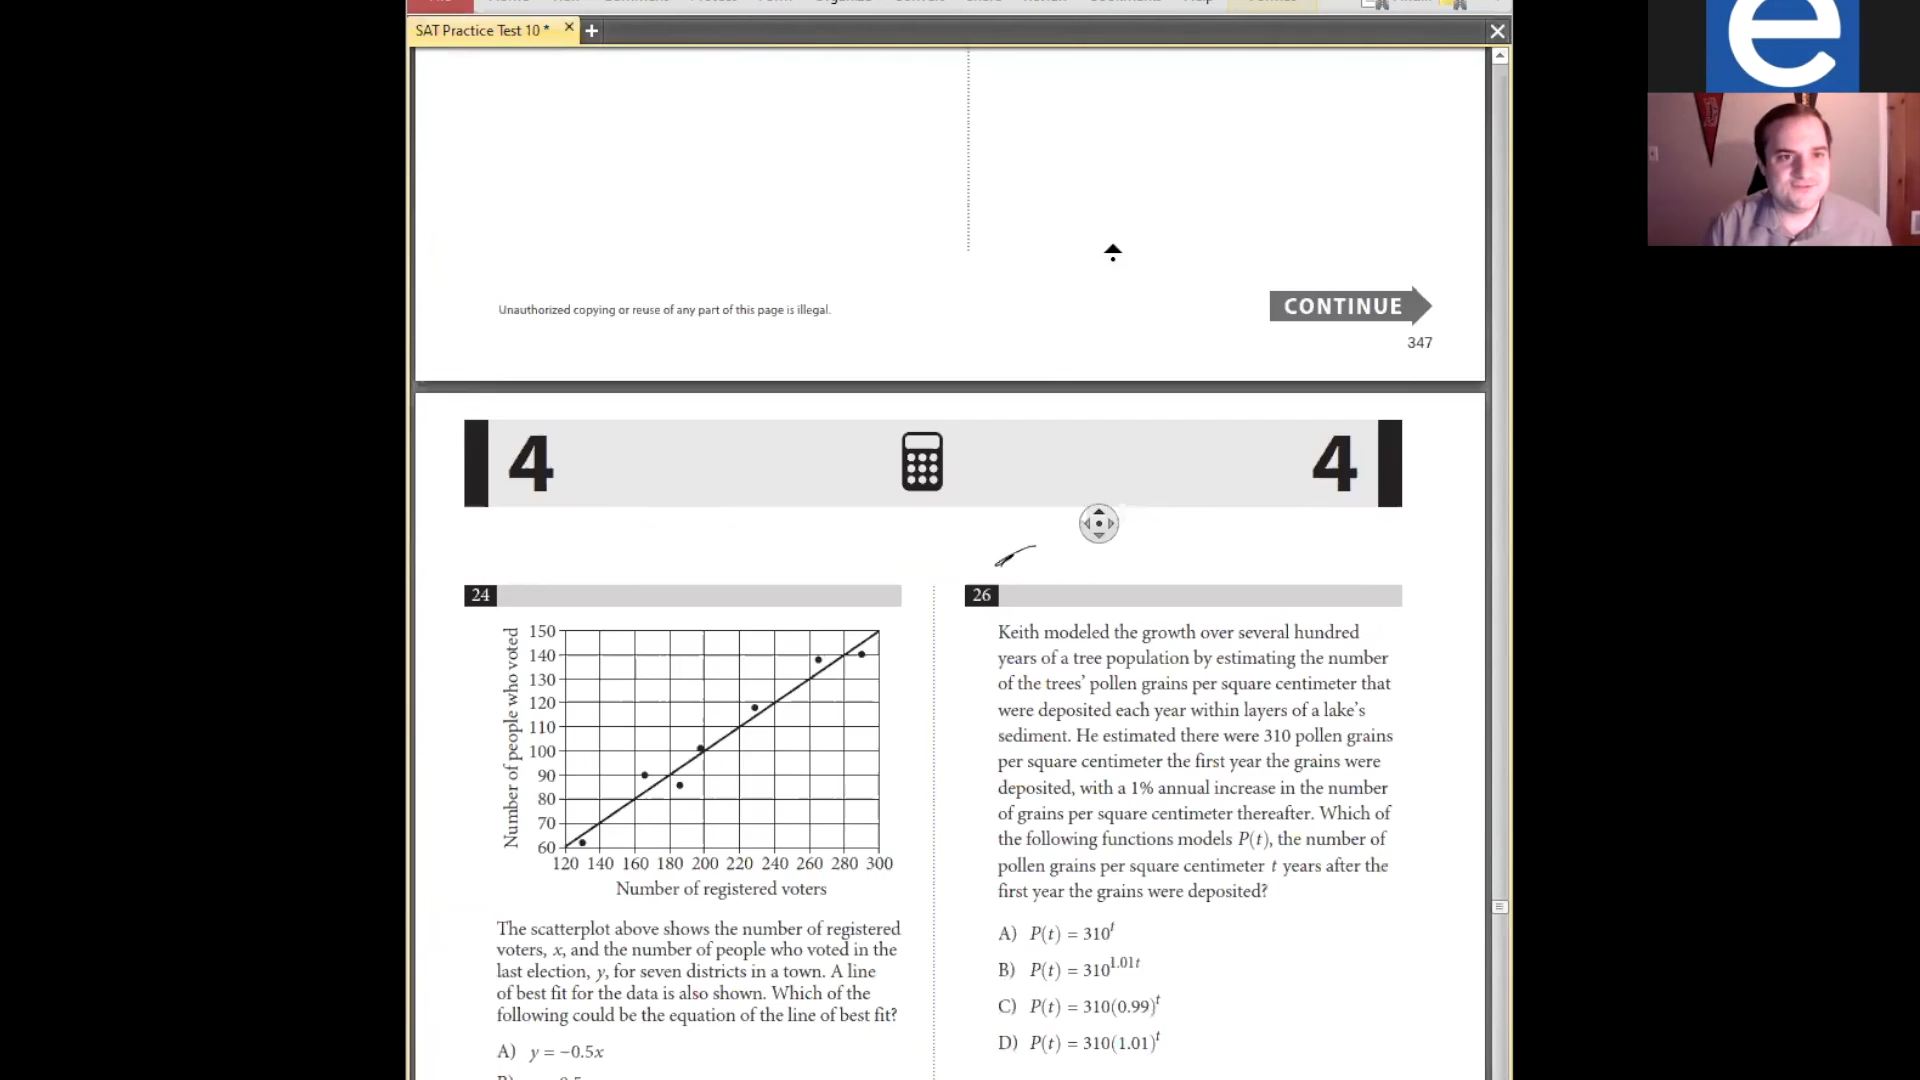 SAT Practice Test 10 *
Unauthorized copying or reuse of any part of this page is illegal.
CONTINUE
347
4
4
24
Number of people who voted
150
140
130
120
110
100
90
80
70
60
120 140 160 180 200 220 240 260 280 300
Number of registered voters
The scatterplot above shows the number of registered
voters, x, and the number of people who voted in the
last election, y, for seven districts in a town. A line
of best fit for the data is also shown. Which of the
following could be the equation of the line of best fit?
A) y = −0.5x
26
Keith modeled the growth over several hundred
years of a tree population by estimating the number
of the trees’ pollen grains per square centimeter that
were deposited each year within layers of a lake’s
sediment. He estimated there were 310 pollen grains
per square centimeter the first year the grains were
deposited, with a 1% annual increase in the number
of grains per square centimeter thereafter. Which of
the following functions models P(t), the number of
pollen grains per square centimeter t years after the
first year the grains were deposited?
A) P(t) = 310^t
B) P(t) = 310^1.01t
C) P(t) = 310(0.99)^t
D) P(t) = 310(1.01)^t
e